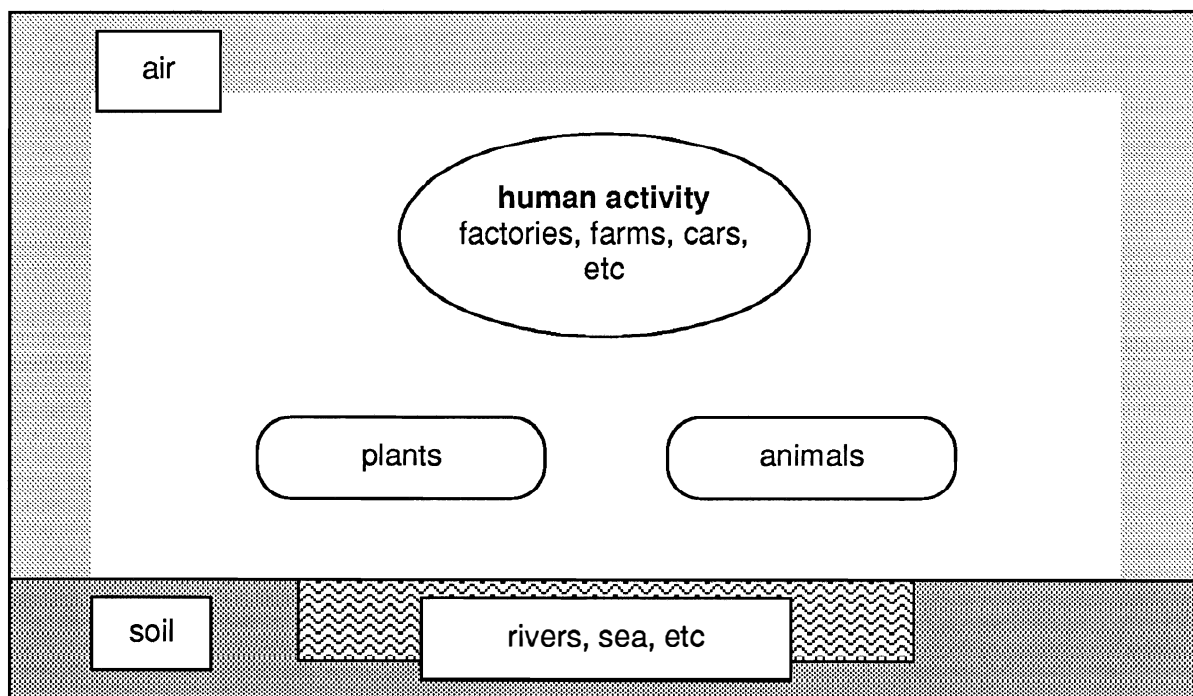 air
human activity
factories, farms, cars,
etc
plants
animals
soil
rivers, sea, etc